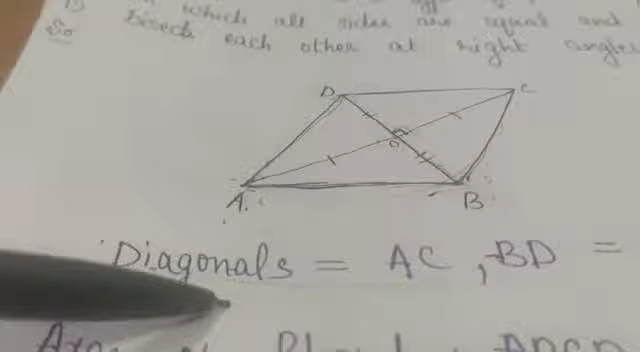 which all sides are equal and
bisect each other at right angles
D C
O
A B
Diagonals = AC, BD =